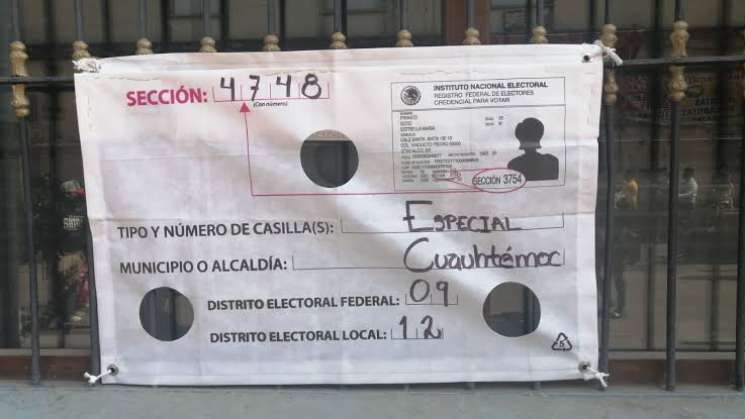 SECCIÓN: 4748
(Con número)
INSTITUTO NACIONAL ELECTORAL
REGISTRO FEDERAL DE ELECTORES
CREDENCIAL PARA VOTAR
SECCIÓN 3754
TIPO Y NÚMERO DE CASILLA(S): ESPECIAL
MUNICIPIO O ALCALDÍA: Cuauhtémoc
DISTRITO ELECTORAL FEDERAL: 09
DISTRITO ELECTORAL LOCAL: 12